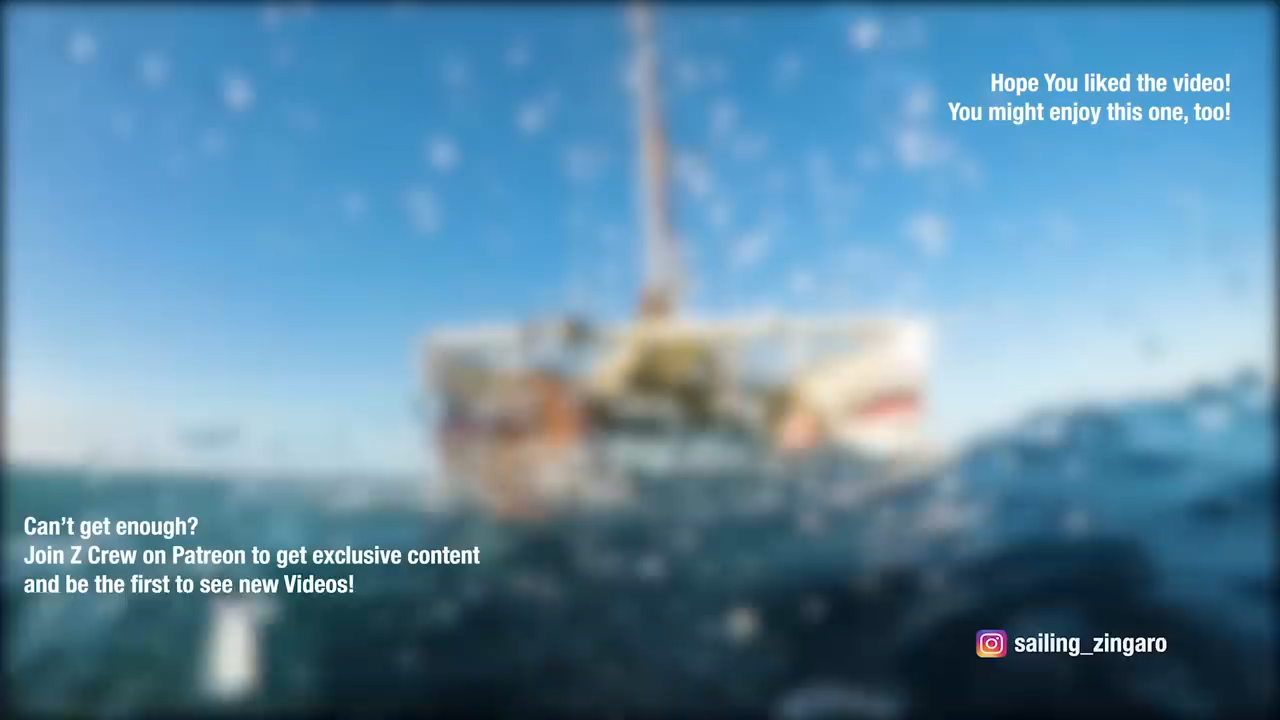 Hope You liked the video!
You might enjoy this one, too!
Can't get enough?
Join Z Crew on Patreon to get exclusive content
and be the first to see new Videos!
sailing_zingaro